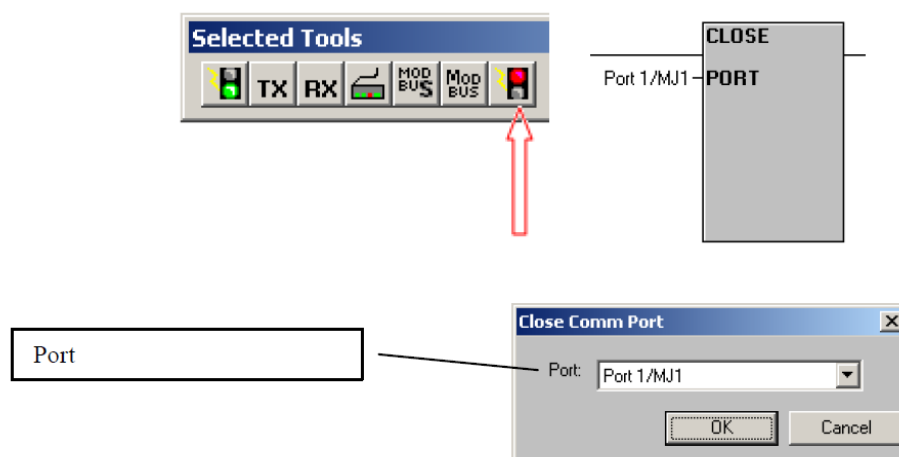 Selected Tools
TX RX MOD BUS MOD BUS
CLOSE
Port 1/MJ1 PORT
Close Comm Port
Port
Port: Port 1/MJ1
OK Cancel